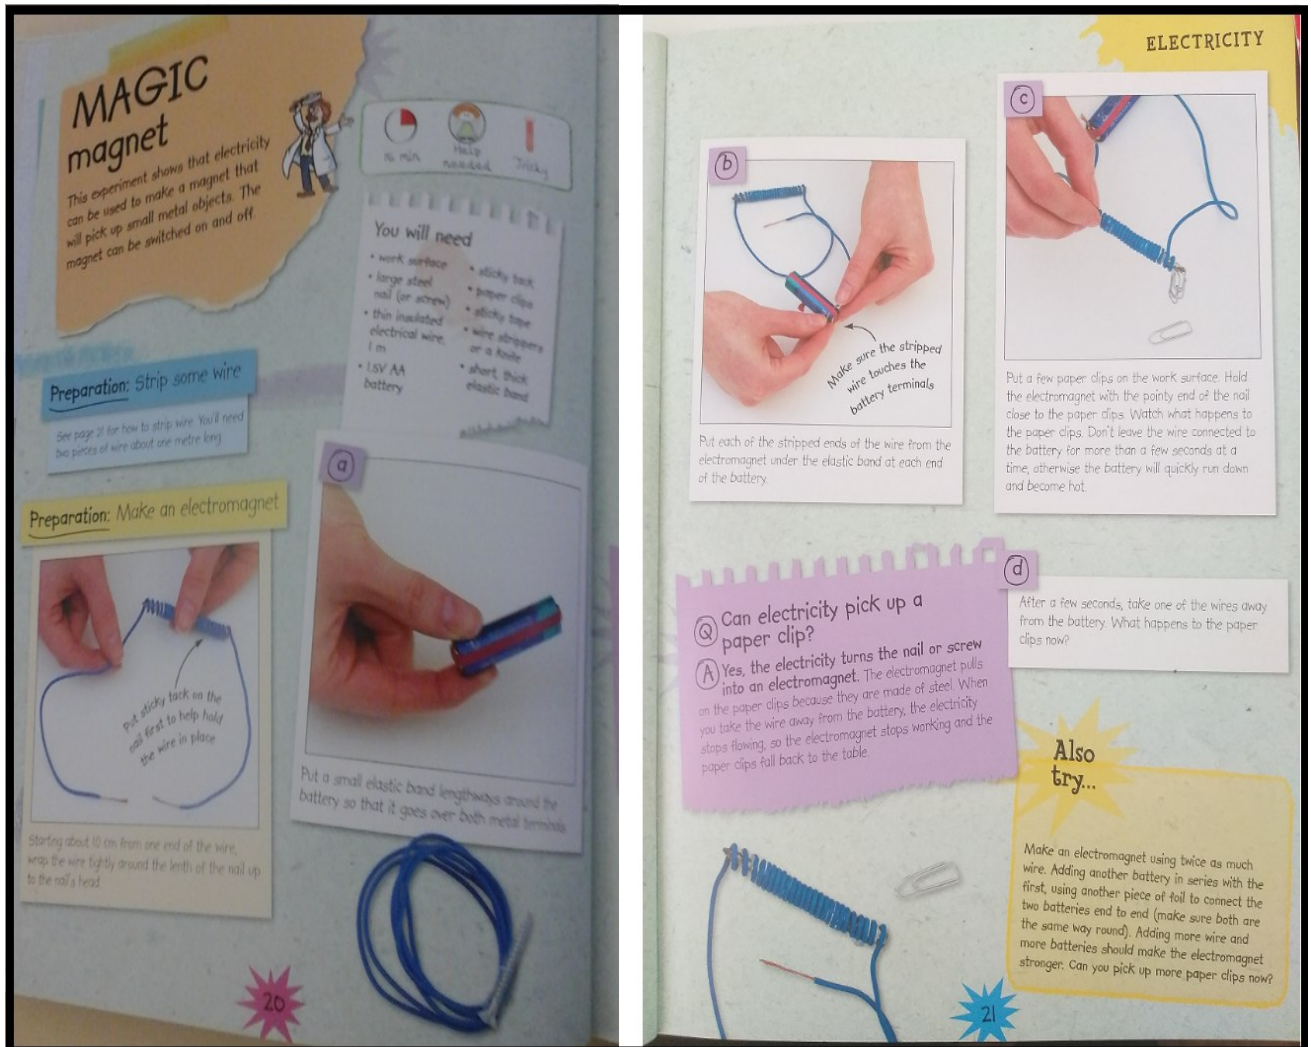 MAGIC
magnet
This experiment shows that electricity
can be used to make a magnet that
will pick up small metal objects. The
magnet can be switched on and off.
15 min
Help
needed
Tricky
You will need
• work surface
• large steel
nail (or screw)
• thin insulated
electrical wire,
1 m
• 1.5V AA
battery
• sticky tack
• paper clips
• sticky tape
• wire strippers
or a knife
• short, thick
elastic band
Preparation: Strip some wire
See page 21 for how to strip wire. You'll need
two pieces of wire about one metre long.
Preparation: Make an electromagnet
Put sticky tack on the
nail first to help hold
the wire in place
Starting about 10 cm from one end of the wire,
wrap the wire tightly around the lenth of the nail up
to the nail's head.
a
Put a small elastic band lengthways around the
battery so that it goes over both metal terminals
20
ELECTRICITY
b
Make sure the stripped
wire touches the
battery terminals
Put each of the stripped ends of the wire from the
electromagnet under the elastic band at each end
of the battery.
c
Put a few paper clips on the work surface. Hold
the electromagnet with the pointy end of the nail
close to the paper clips. Watch what happens to
the paper clips. Don't leave the wire connected to
the battery for more than a few seconds at a
time, otherwise the battery will quickly run down
and become hot.
Q Can electricity pick up a
paper clip?
A Yes, the electricity turns the nail or screw
into an electromagnet. The electromagnet pulls
on the paper clips because they are made of steel. When
you take the wire away from the battery, the electricity
stops flowing, so the electromagnet stops working and the
paper clips fall back to the table.
d
After a few seconds, take one of the wires away
from the battery. What happens to the paper
clips now?
Also
try...
Make an electromagnet using twice as much
wire. Adding another battery in series with the
first, using another piece of foil to connect the
two batteries end to end (make sure both are
the same way round). Adding more wire and
more batteries should make the electromagnet
stronger. Can you pick up more paper clips now?
21